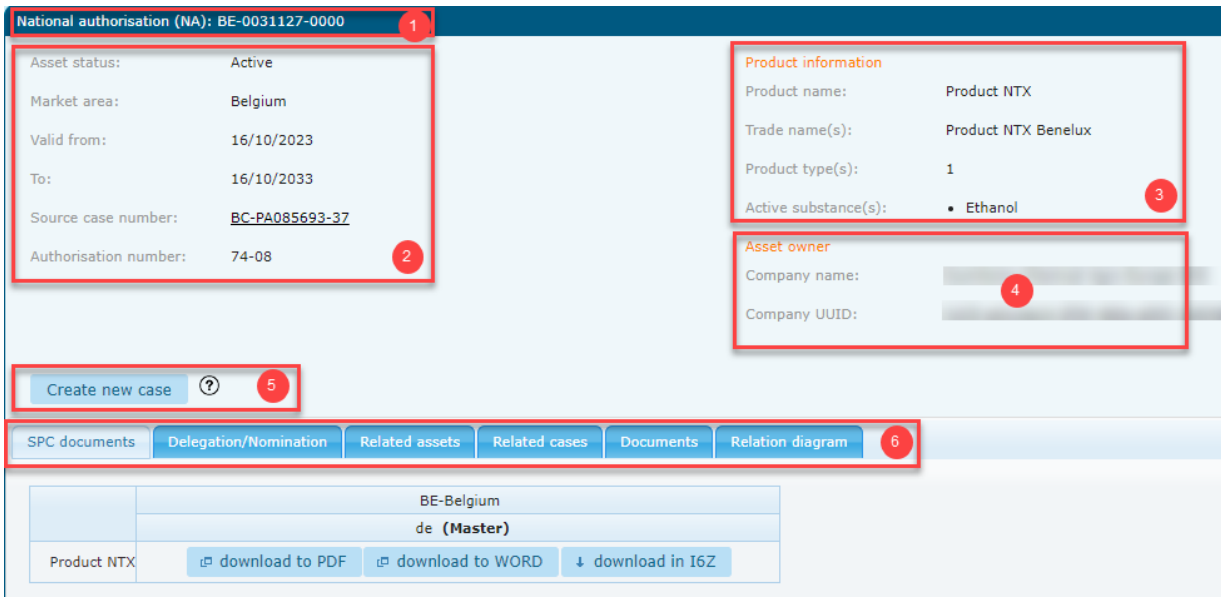 National authorisation (NA): BE-0031127-0000
1
Asset status: Active
Market area: Belgium
Valid from: 16/10/2023
To: 16/10/2033
Source case number: BC-PA085693-37
Authorisation number: 74-08
2
Product information
Product name: Product NTX
Trade name(s): Product NTX Benelux
Product type(s): 1
Active substance(s): • Ethanol
3
Asset owner
Company name:
Company UUID:
4
Create new case ?
5
SPC documents Delegation/Nomination Related assets Related cases Documents Relation diagram
6
BE-Belgium
de (Master)
Product NTX download to PDF download to WORD download in I6Z